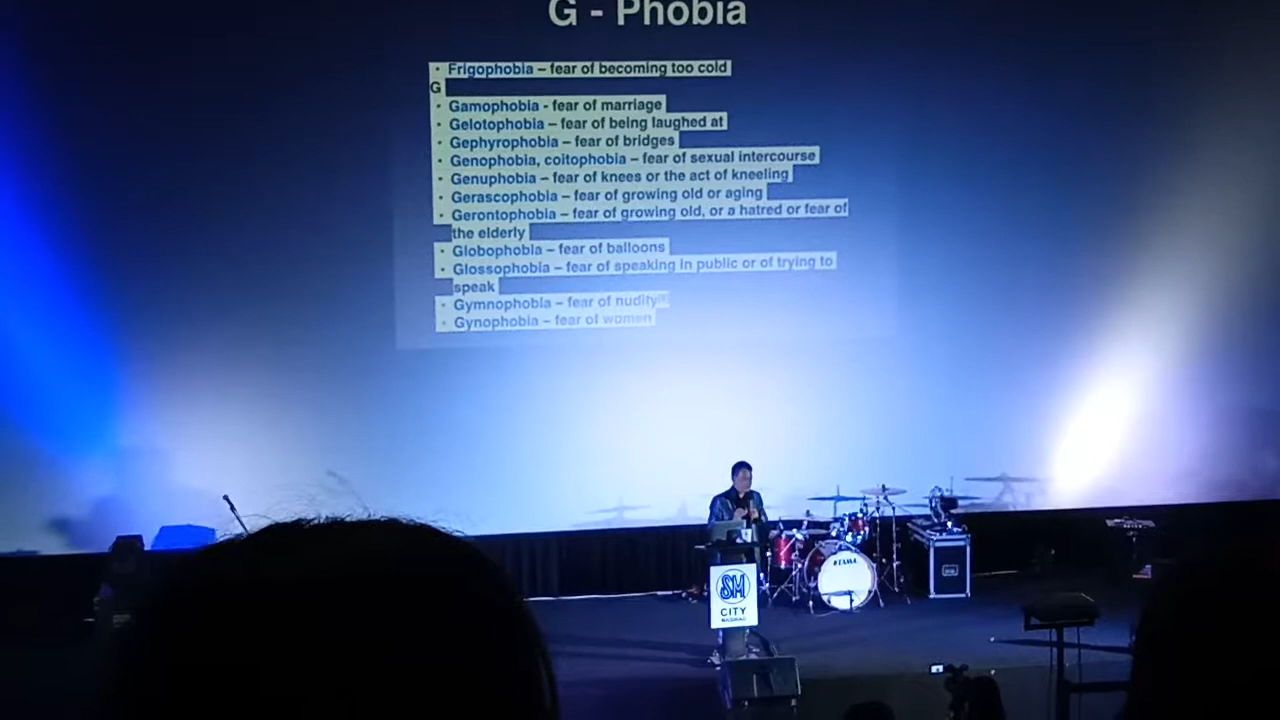 G - Phobia
• Frigophobia – fear of becoming too cold
G
• Gamophobia - fear of marriage
• Gelotophobia – fear of being laughed at
• Gephyrophobia – fear of bridges
• Genophobia, coitophobia – fear of sexual intercourse
• Genuphobia – fear of knees or the act of kneeling
• Gerascophobia – fear of growing old or aging
• Gerontophobia – fear of growing old, or a hatred or fear of
the elderly
• Globophobia – fear of balloons
• Glossophobia – fear of speaking in public or of trying to
speak
• Gymnophobia – fear of nudity
• Gynophobia – fear of women
TAMA
SM
CITY